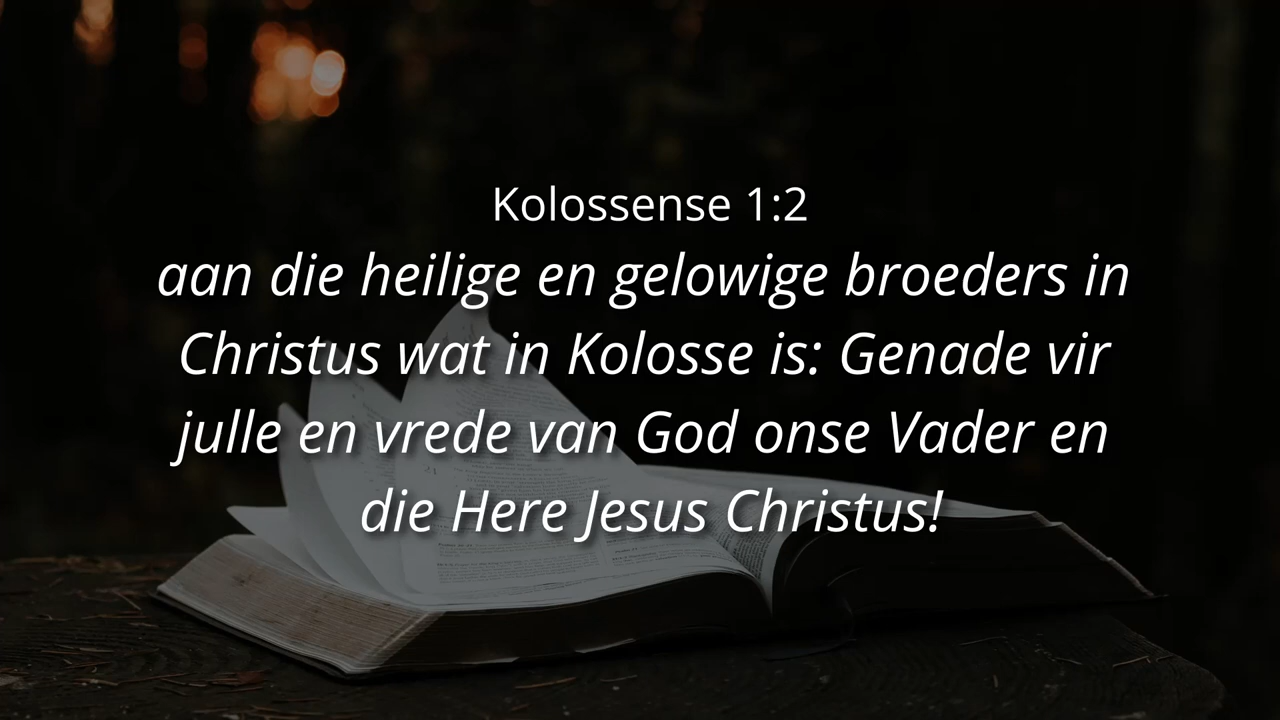 Kolossense 1:2
aan die heilige en gelowige broeders in
Christus wat in Kolosse is: Genade vir
julle en vrede van God onse Vader en
die Here Jesus Christus!